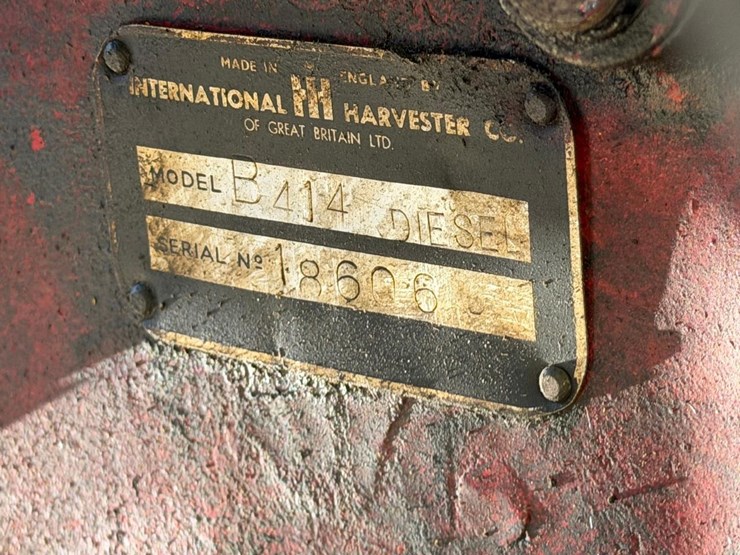 MADE IN ENGLAND BY
INTERNATIONAL IH HARVESTER CO.
OF GREAT BRITAIN LTD.
MODEL B414 DIESEL
SERIAL Nº 18606 J